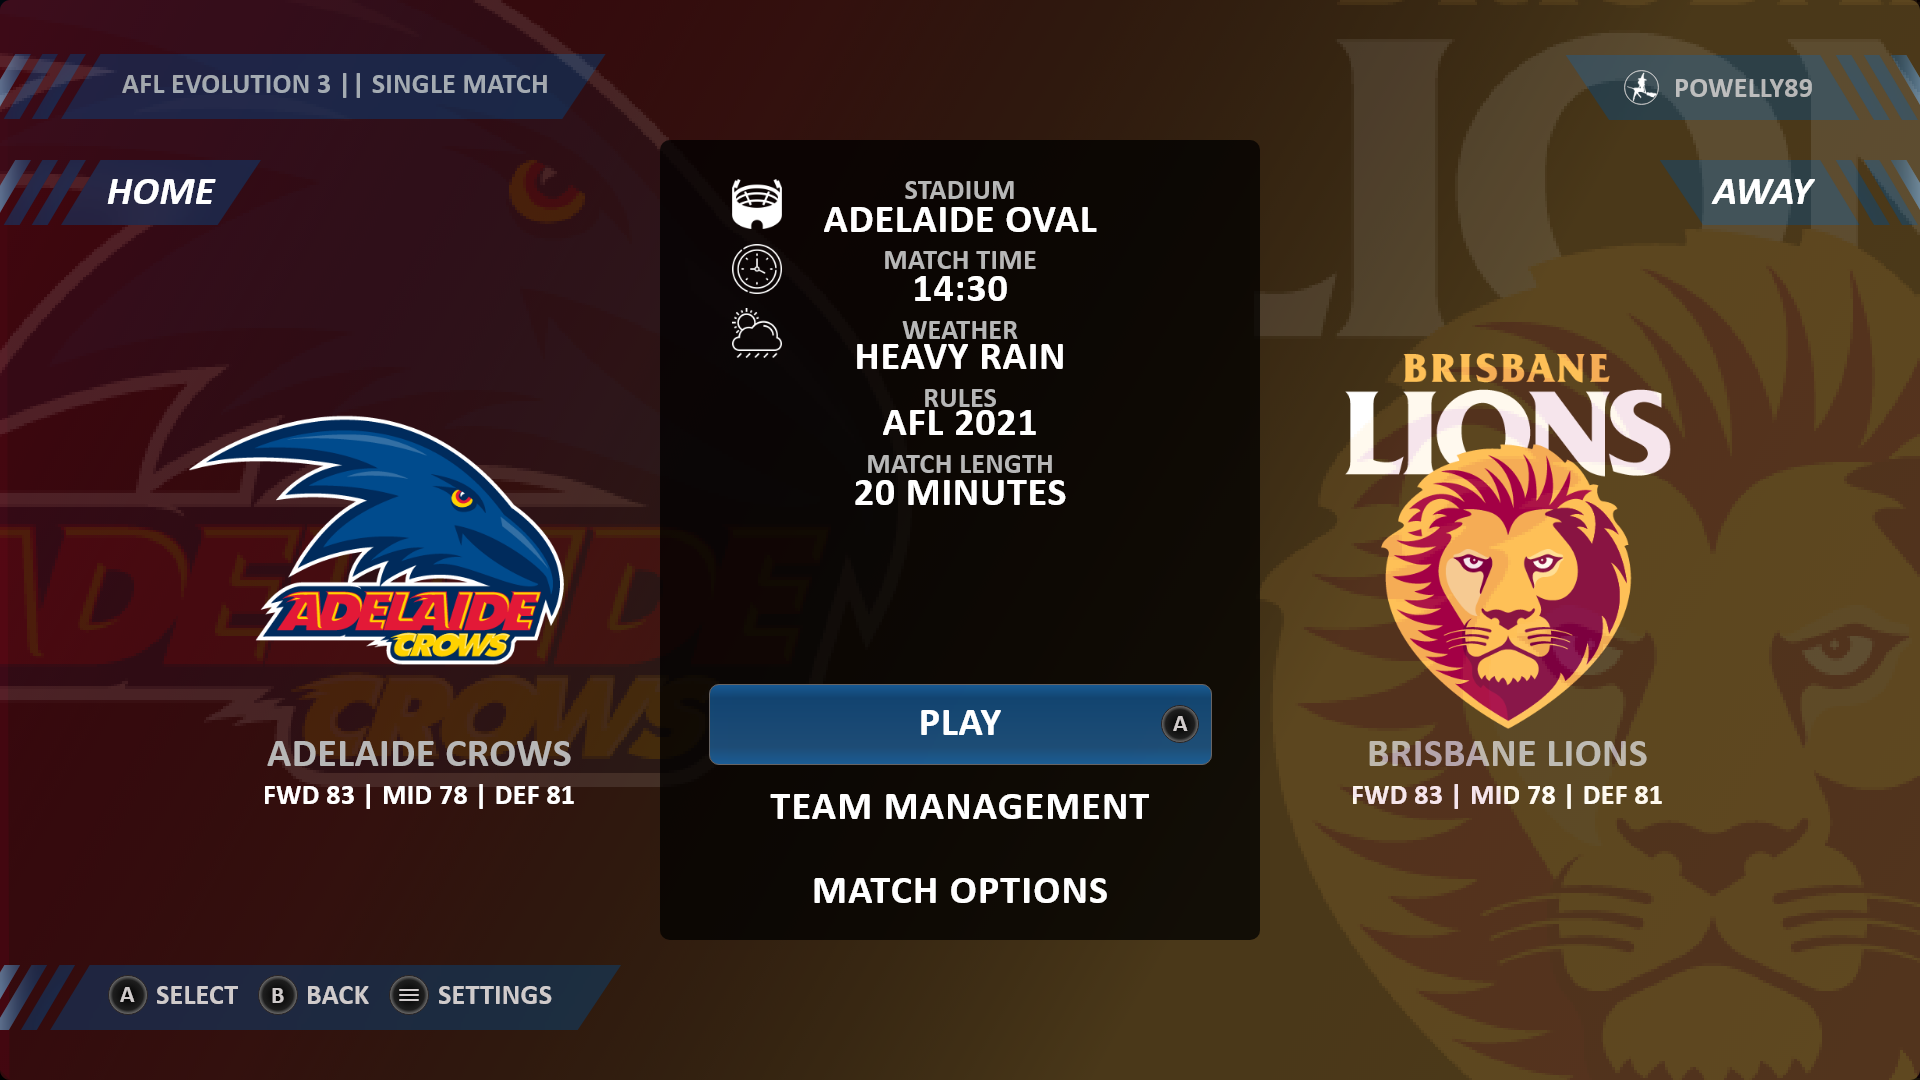 AFL EVOLUTION 3 || SINGLE MATCH
POWELLY89
HOME
AWAY
STADIUM
ADELAIDE OVAL
MATCH TIME
14:30
WEATHER
HEAVY RAIN
RULES
AFL 2021
MATCH LENGTH
20 MINUTES
ADELAIDE
CROWS
BRISBANE
LIONS
ADELAIDE CROWS
FWD 83 | MID 78 | DEF 81
BRISBANE LIONS
FWD 83 | MID 78 | DEF 81
PLAY A
TEAM MANAGEMENT
MATCH OPTIONS
A SELECT B BACK SETTINGS